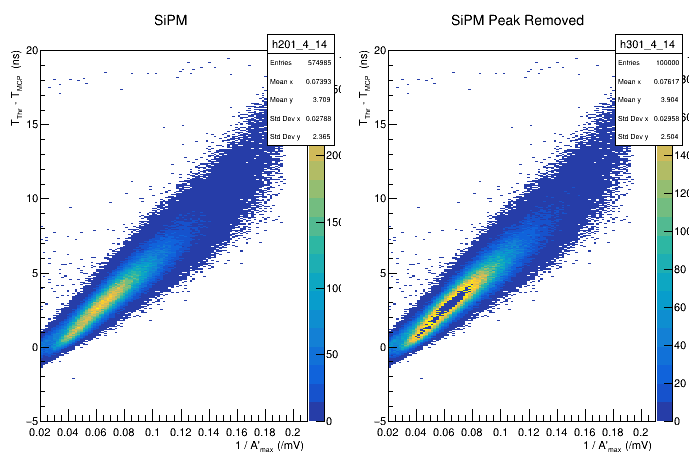 SiPM
h201_4_14
Entries 574985
Mean x 0.07393
Mean y 3.709
Std Dev x 0.02788
Std Dev y 2.365
T_Thr - T_MCP (ns)
20
15
10
5
0
−5
0.02 0.04 0.06 0.08 0.1 0.12 0.14 0.16 0.18 0.2
1 / A'_max (/mV)
200
150
100
50
0
SiPM Peak Removed
h301_4_14
Entries 100000
Mean x 0.07617
Mean y 3.904
Std Dev x 0.02958
Std Dev y 2.504
T_Thr - T_MCP (ns)
20
15
10
5
0
−5
0.02 0.04 0.06 0.08 0.1 0.12 0.14 0.16 0.18 0.2
1 / A'_max (/mV)
140
120
100
80
60
40
20
0